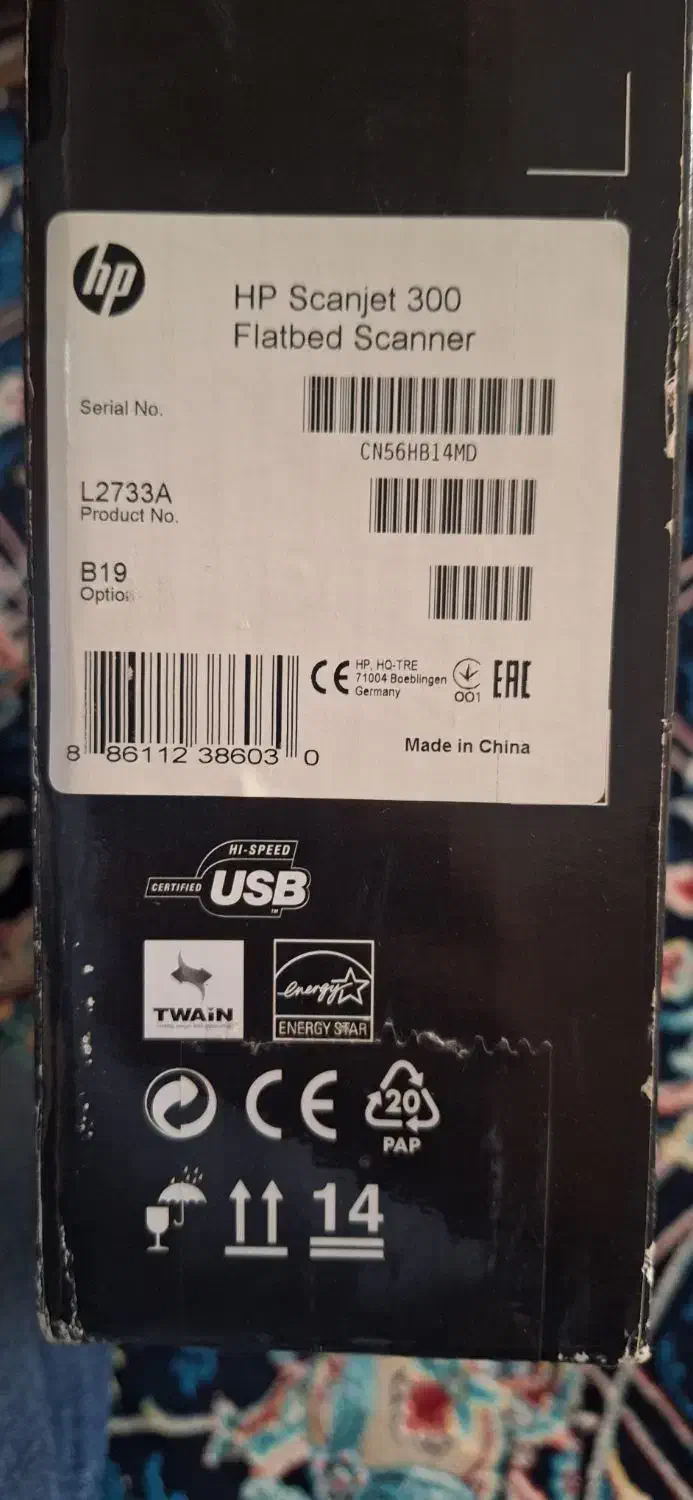 hp
HP Scanjet 300
Flatbed Scanner
Serial No.
CN56HB14MD
L2733A
Product No.
B19
Option
8 86112 38603 0
CE
HP, HQ-TRE
71004 Boeblingen
Germany
001
EAC
Made in China
HI-SPEED
CERTIFIED USB
TM
TWAIN
energy
ENERGY STAR
CE
20
PAP
14